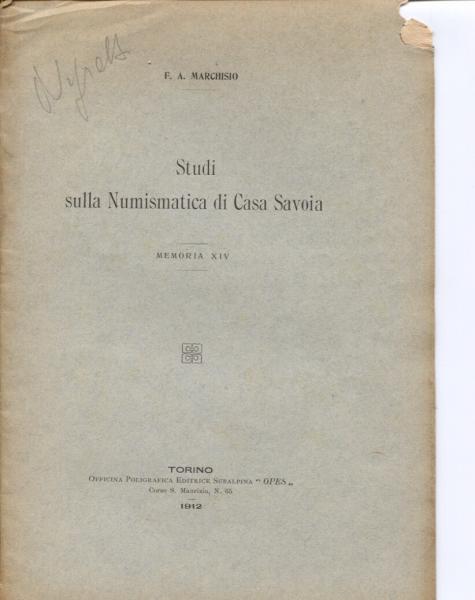 F. A. MARCHISIO
Studi
sulla Numismatica di Casa Savoia
MEMORIA XIV
TORINO
OFFICINA POLIGRAFICA EDITRICE SUBALPINA “ OPES „
Corso S. Maurizio, N. 65
1912